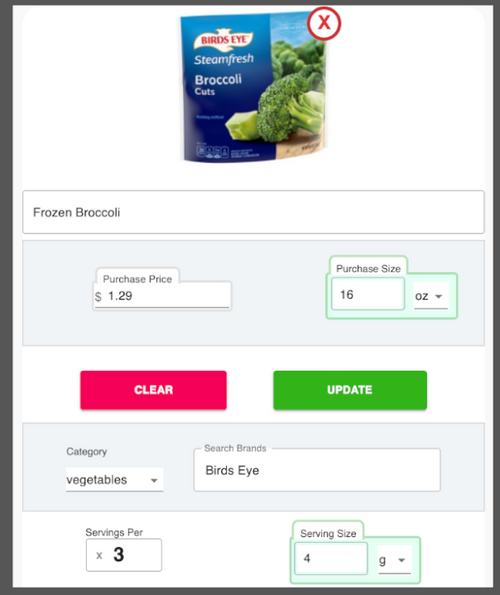 X
BIRDS EYE
Steamfresh
Broccoli
Cuts
Frozen Broccoli
Purchase Price
$ 1.29
Purchase Size
16
oz
CLEAR
UPDATE
Category
vegetables
Search Brands
Birds Eye
Servings Per
x 3
Serving Size
4
g